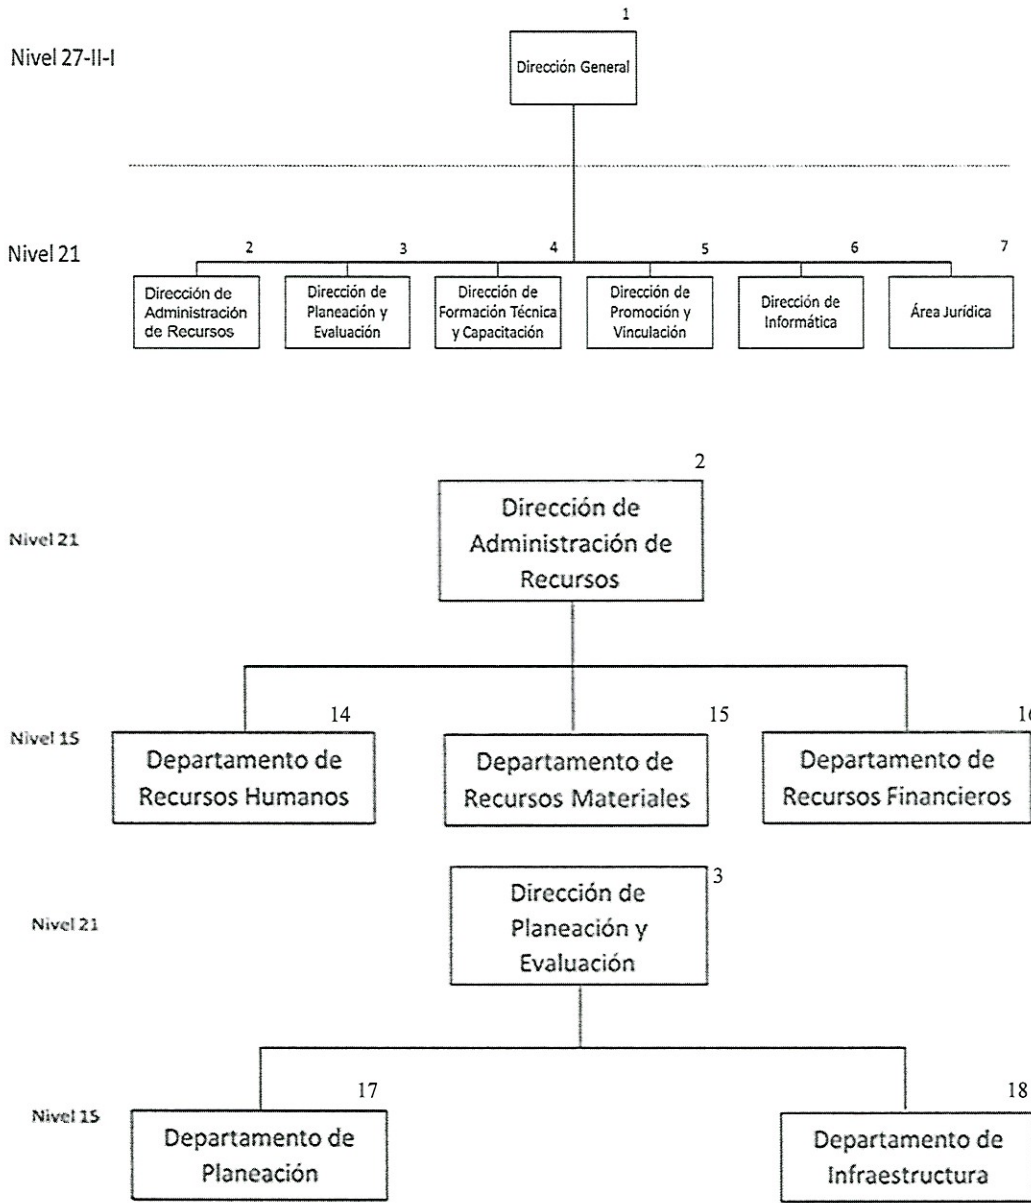 1
Nivel 27-II-I
Dirección General
Nivel 21
2
3
4
5
6
7
Dirección de
Administración
de Recursos
Dirección de
Planeación y
Evaluación
Dirección de
Formación Técnica
y Capacitación
Dirección de
Promoción y
Vinculación
Dirección de
Informática
Área Jurídica
2
Nivel 21
Dirección de
Administración de
Recursos
Nivel 15
14
Departamento de
Recursos Humanos
15
Departamento de
Recursos Materiales
16
Departamento de
Recursos Financieros
3
Nivel 21
Dirección de
Planeación y
Evaluación
Nivel 15
17
Departamento de
Planeación
18
Departamento de
Infraestructura